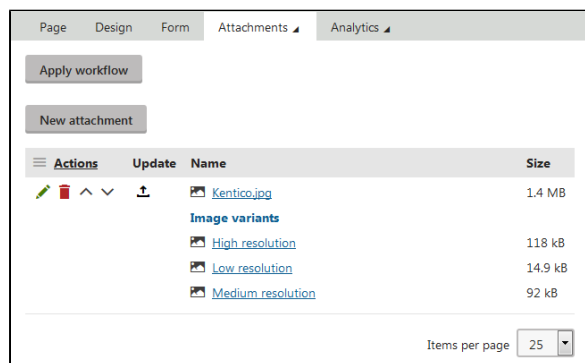 Page Design Form Attachments Analytics
Apply workflow
New attachment
Actions Update Name Size
Kentico.jpg 1.4 MB
Image variants
High resolution 118 kB
Low resolution 14.9 kB
Medium resolution 92 kB
Items per page 25